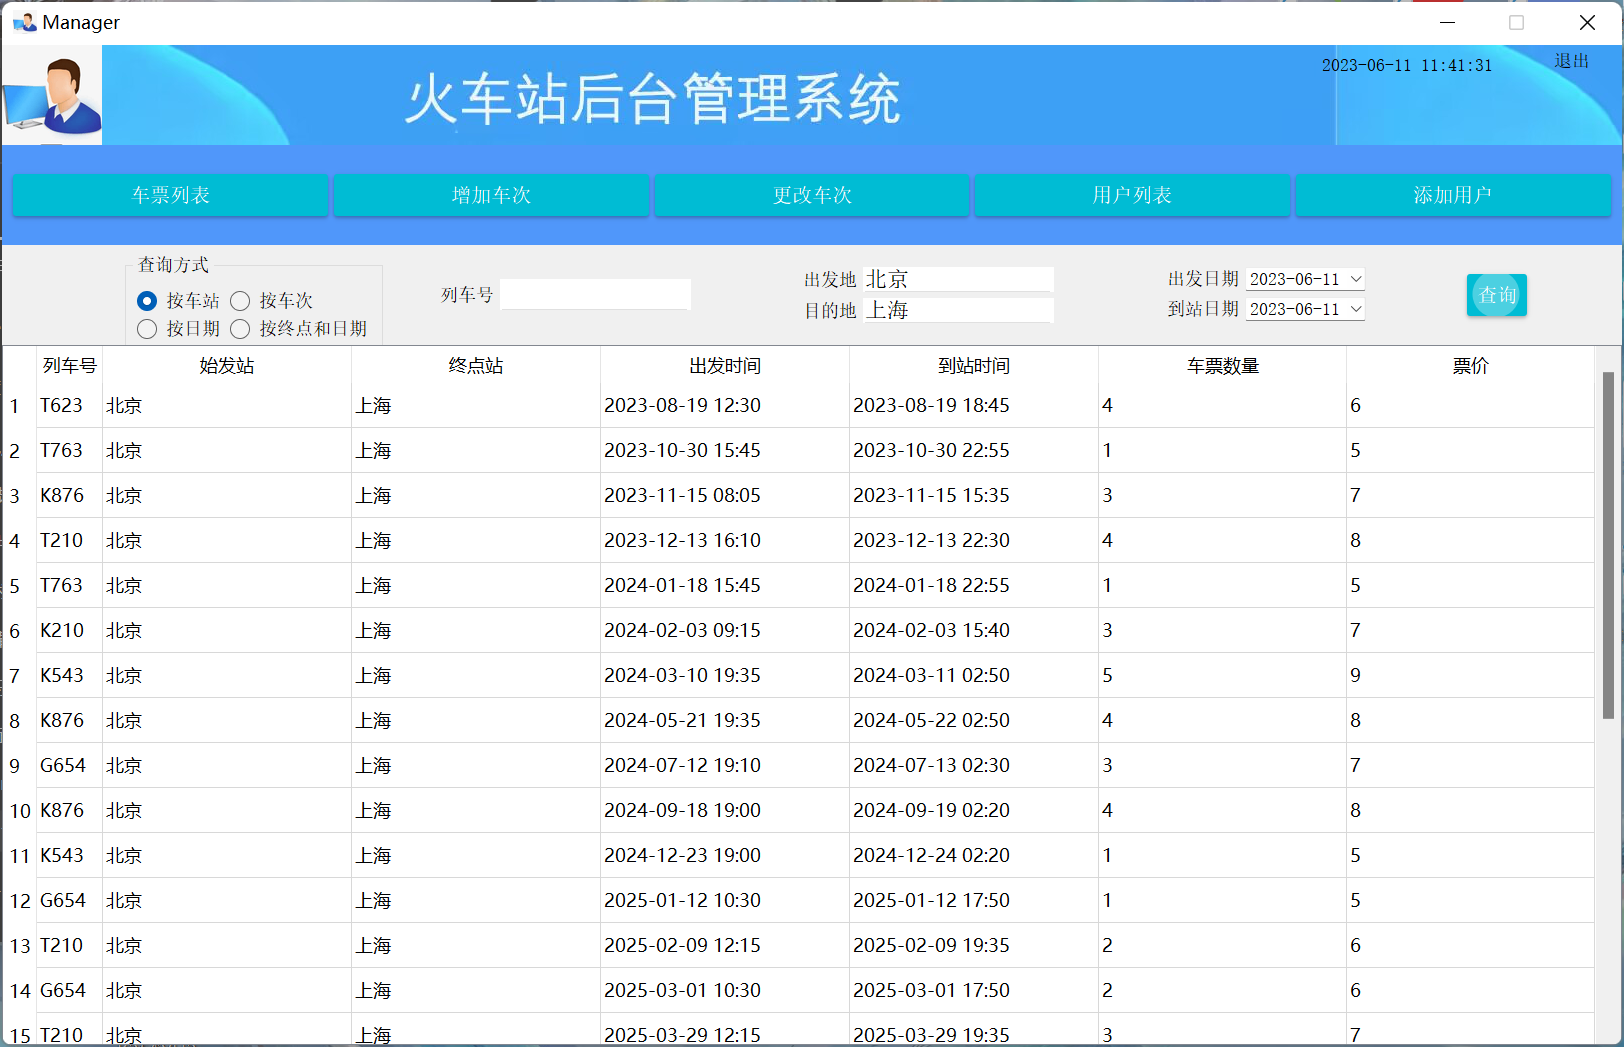 Manager
火车站后台管理系统
2023-06-11 11:41:31
退出
车票列表 增加车次 更改车次 用户列表 添加用户
查询方式
按车站 按车次
按日期 按终点和日期
列车号
出发地 北京
目的地 上海
出发日期 2023-06-11
到站日期 2023-06-11
查询
列车号 始发站 终点站 出发时间 到站时间 车票数量 票价
1 T623 北京 上海 2023-08-19 12:30 2023-08-19 18:45 4 6
2 T763 北京 上海 2023-10-30 15:45 2023-10-30 22:55 1 5
3 K876 北京 上海 2023-11-15 08:05 2023-11-15 15:35 3 7
4 T210 北京 上海 2023-12-13 16:10 2023-12-13 22:30 4 8
5 T763 北京 上海 2024-01-18 15:45 2024-01-18 22:55 1 5
6 K210 北京 上海 2024-02-03 09:15 2024-02-03 15:40 3 7
7 K543 北京 上海 2024-03-10 19:35 2024-03-11 02:50 5 9
8 K876 北京 上海 2024-05-21 19:35 2024-05-22 02:50 4 8
9 G654 北京 上海 2024-07-12 19:10 2024-07-13 02:30 3 7
10 K876 北京 上海 2024-09-18 19:00 2024-09-19 02:20 4 8
11 K543 北京 上海 2024-12-23 19:00 2024-12-24 02:20 1 5
12 G654 北京 上海 2025-01-12 10:30 2025-01-12 17:50 1 5
13 T210 北京 上海 2025-02-09 12:15 2025-02-09 19:35 2 6
14 G654 北京 上海 2025-03-01 10:30 2025-03-01 17:50 2 6
15 T210 北京 上海 2025-03-29 12:15 2025-03-29 19:35 3 7